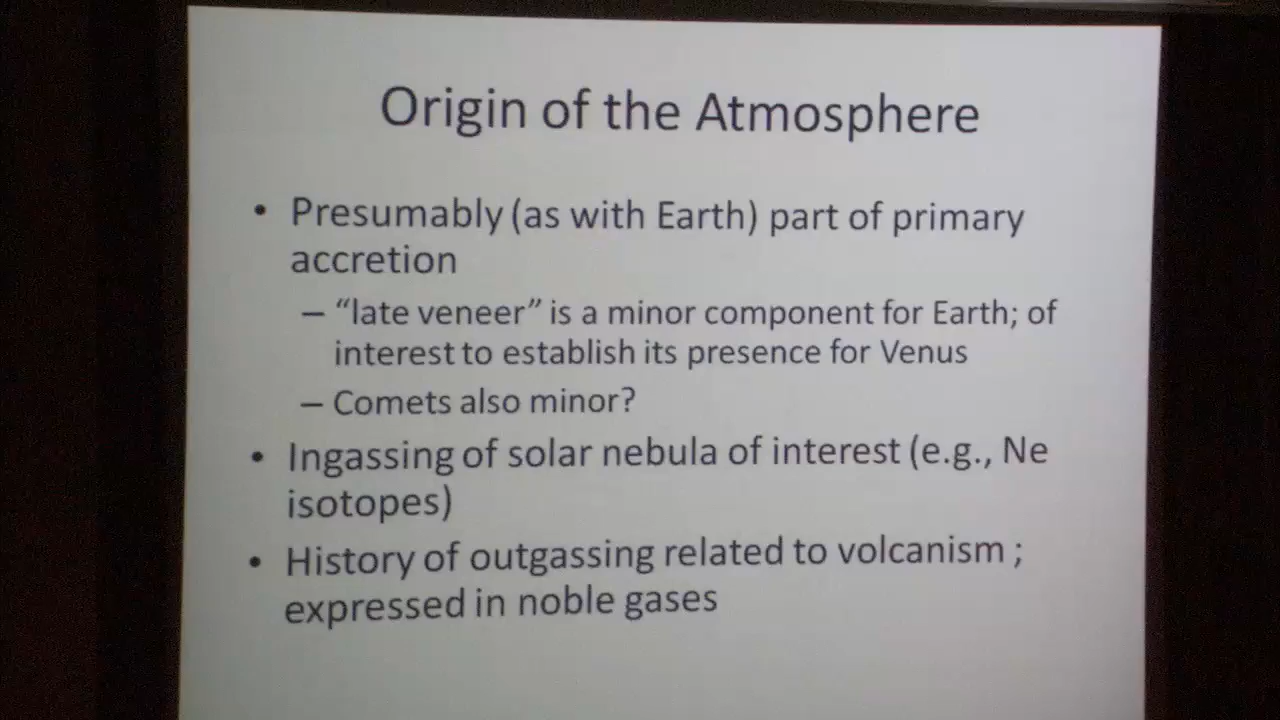 Origin of the Atmosphere
• Presumably (as with Earth) part of primary
accretion
– “late veneer” is a minor component for Earth; of
interest to establish its presence for Venus
– Comets also minor?
• Ingassing of solar nebula of interest (e.g., Ne
isotopes)
• History of outgassing related to volcanism ;
expressed in noble gases